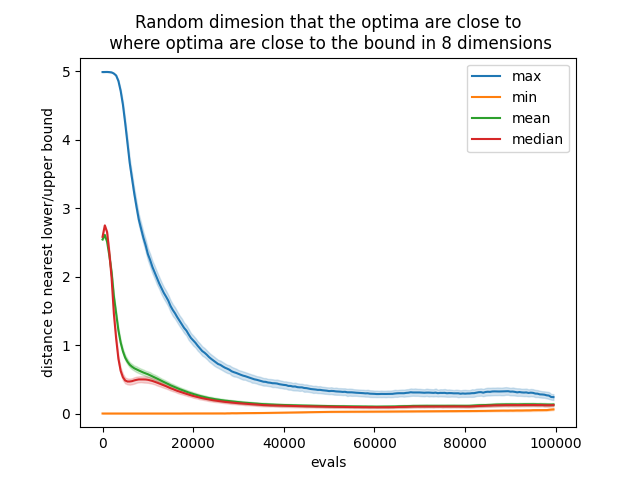 Random dimesion that the optima are close to
where optima are close to the bound in 8 dimensions
distance to nearest lower/upper bound
5
4
3
2
1
0
max
min
mean
median
0
20000
40000
60000
80000
100000
evals